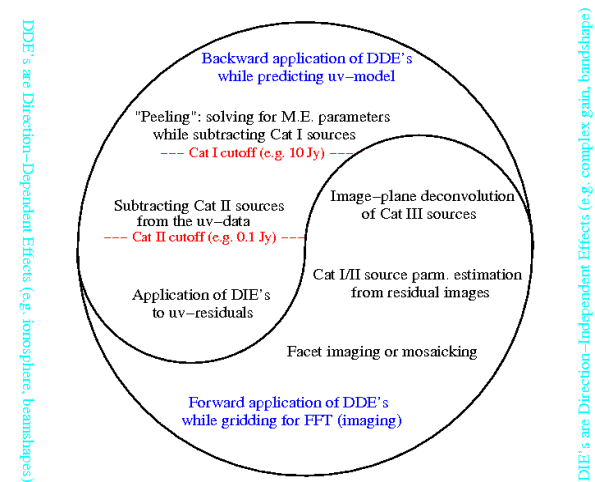 DDE's are Direction-Dependent Effects (e.g. ionosphere, beamshapes)
Backward application of DDE's
while predicting uv-model
"Peeling": solving for M.E. parameters
while subtracting Cat I sources
--- Cat I cutoff (e.g. 10 Jy) ---
Subtracting Cat II sources
from the uv-data
--- Cat II cutoff (e.g. 0.1 Jy) ---
Application of DIE's
to uv-residuals
Image-plane deconvolution
of Cat III sources
Cat I/II source parm. estimation
from residual images
Facet imaging or mosaicking
Forward application of DDE's
while gridding for FFT (imaging)
DIE's are Direction-Independent Effects (e.g. complex gain, bandshape)